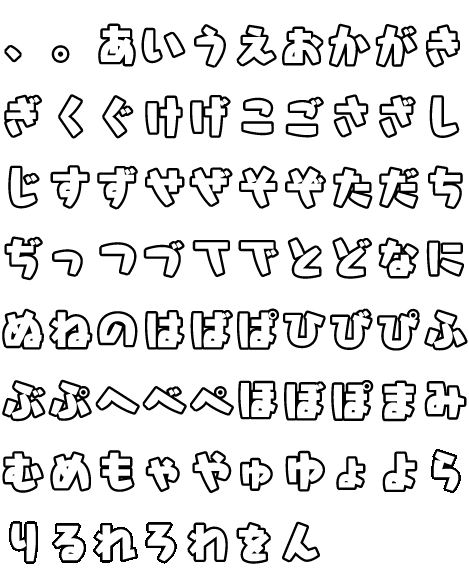 、。あいうえおかがき
ぎくぐけげこごさざし
じすずせぜそぞただち
ぢっつづてでとどなに
ぬねのはばぱひびぴふ
ぶぷへべぺほぼぽまみ
むめもゃやゅゆょよら
りるれろわをん